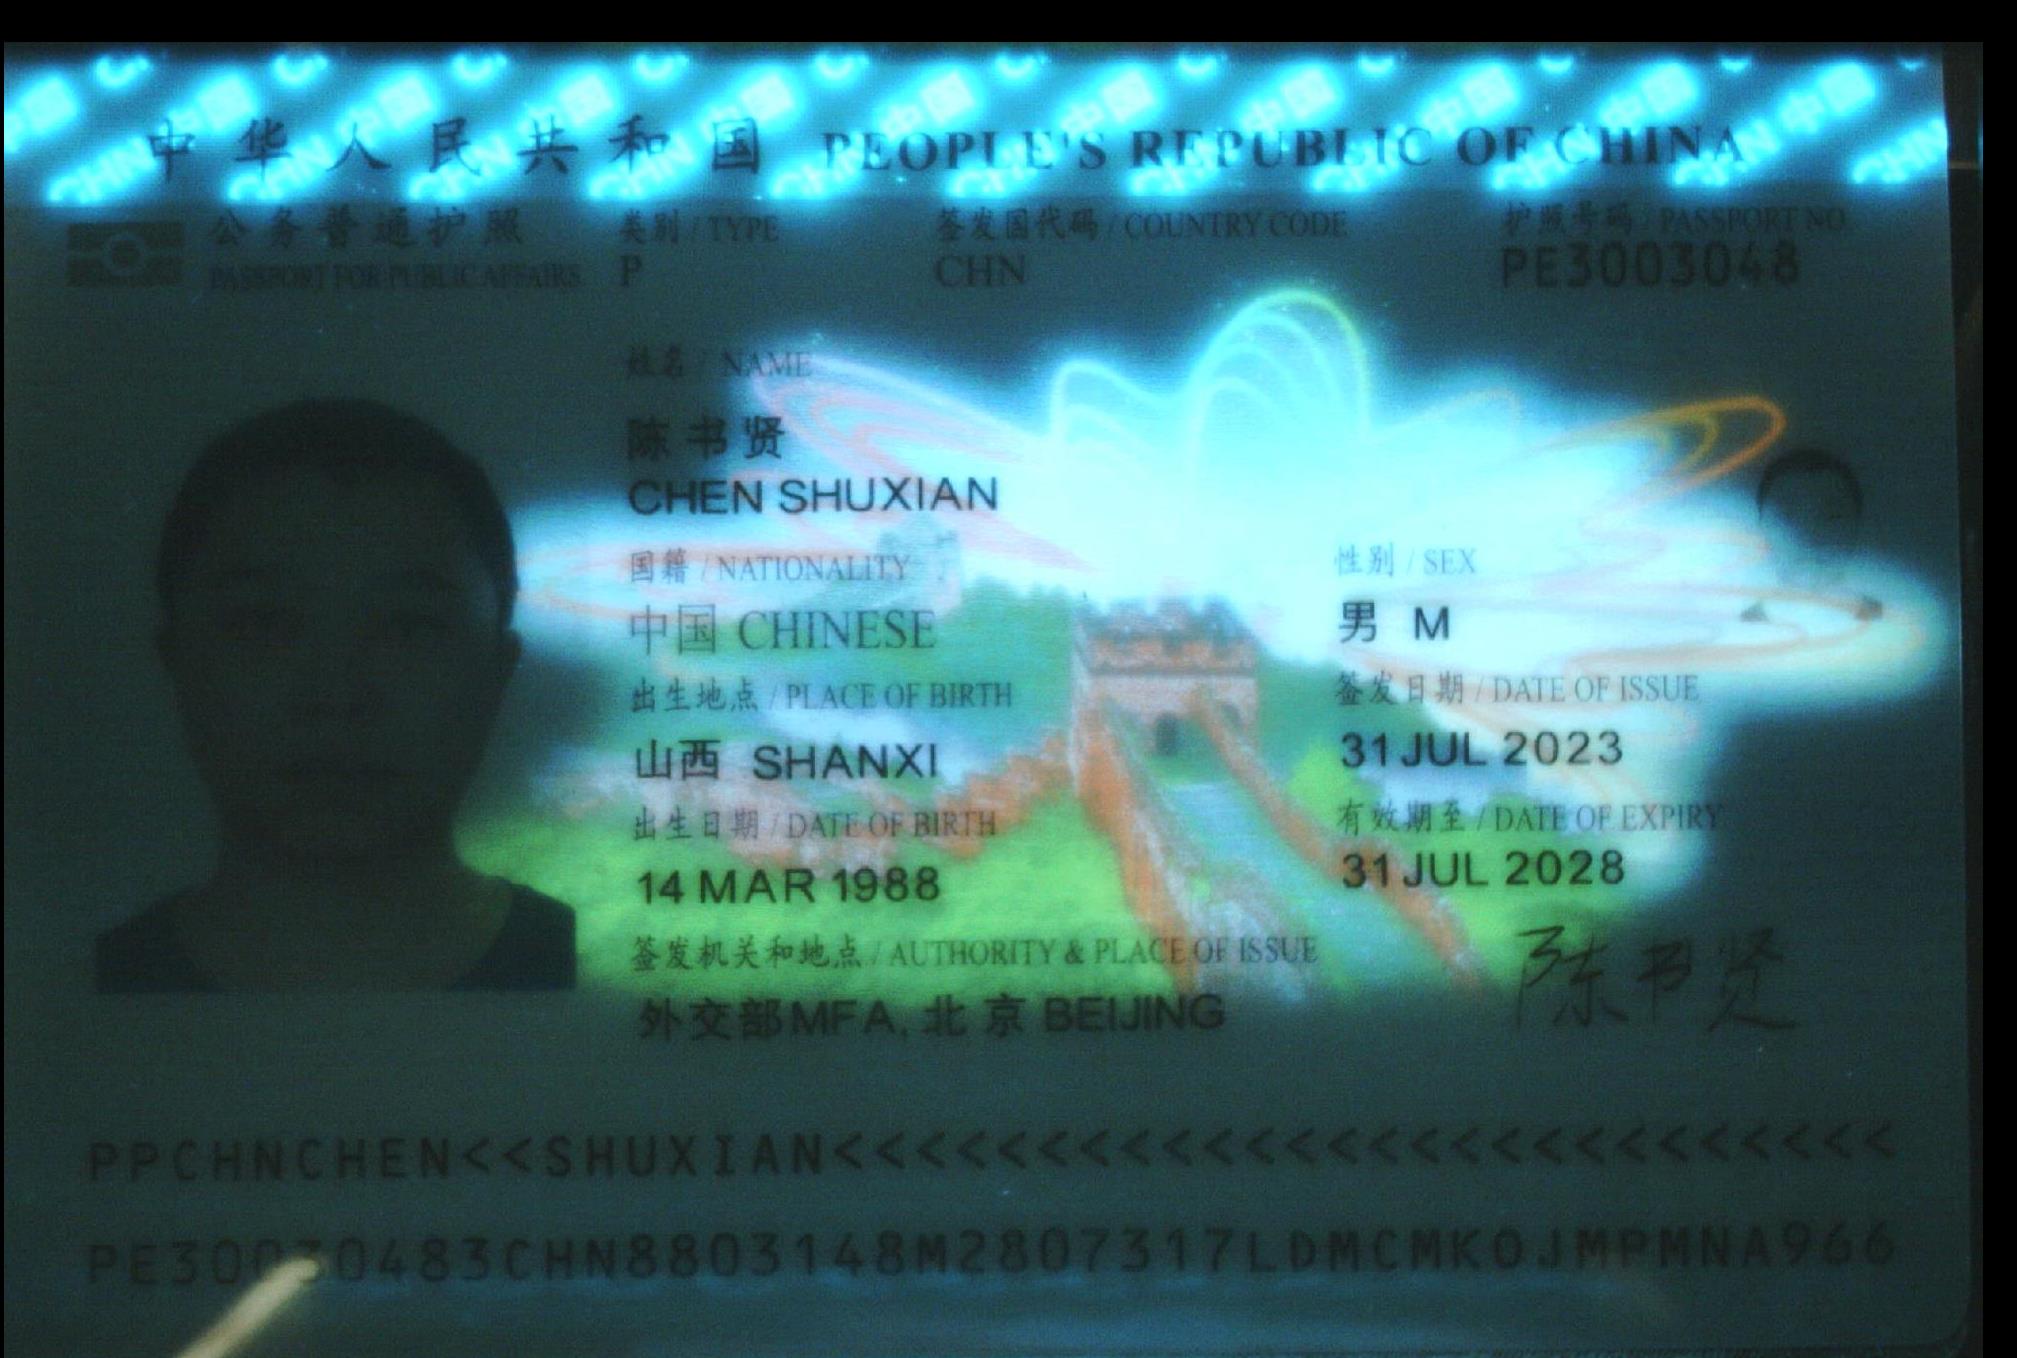 中华人民共和国 PEOPLE'S REPUBLIC OF CHINA
公务普通护照
PASSPORT FOR PUBLIC AFFAIRS
类别 / TYPE
P
签发国代码 / COUNTRY CODE
CHN
护照号码 / PASSPORT NO.
PE3003048
姓名 / NAME
陈书贤
CHEN SHUXIAN
国籍 / NATIONALITY
中国 CHINESE
性别 / SEX
男 M
出生地点 / PLACE OF BIRTH
山西 SHANXI
签发日期 / DATE OF ISSUE
31 JUL 2023
出生日期 / DATE OF BIRTH
14 MAR 1988
有效期至 / DATE OF EXPIRY
31 JUL 2028
签发机关和地点 / AUTHORITY & PLACE OF ISSUE
外交部 MFA, 北京 BEIJING
陈书贤
PPCHNCHEN<<SHUXIAN<<<<<<<<<<<<<<<<<<<<<<<<<<
PE30030483CHN8803148M2807317LDMCMKOJMPMNA966